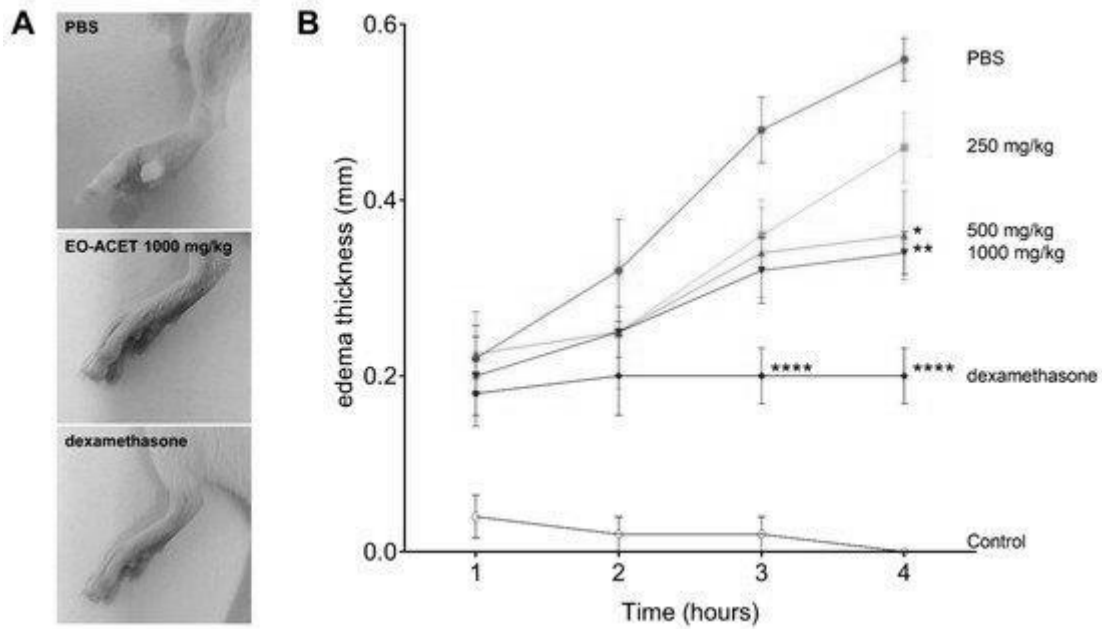 A
PBS
EO-ACET 1000 mg/kg
dexamethasone
B
edema thickness (mm)
0.6
0.4
0.2
0.0
1 2 3 4
Time (hours)
PBS
250 mg/kg
* 500 mg/kg
** 1000 mg/kg
**** **** dexamethasone
Control